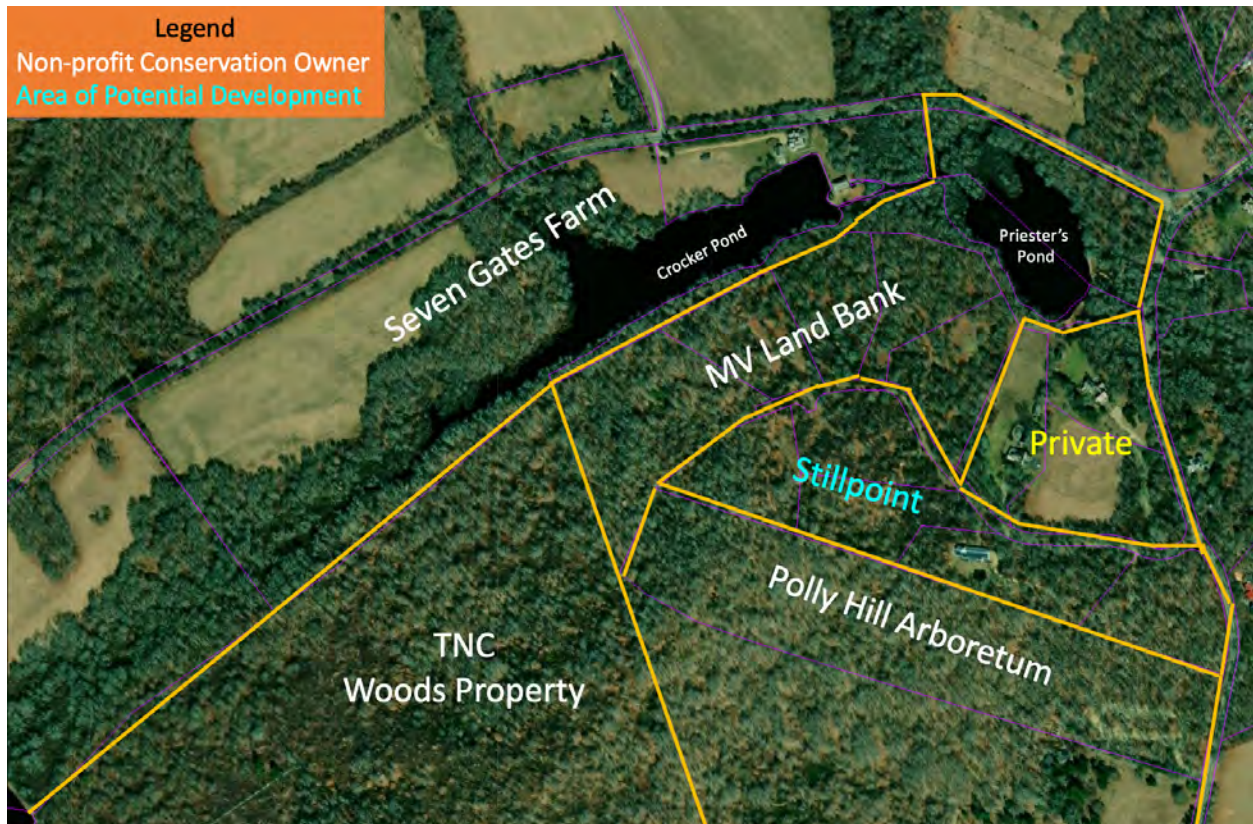 Legend
Non-profit Conservation Owner
Area of Potential Development
Seven Gates Farm
Crocker Pond
Priester's
Pond
MV Land Bank
Private
Stillpoint
Polly Hill Arboretum
TNC
Woods Property